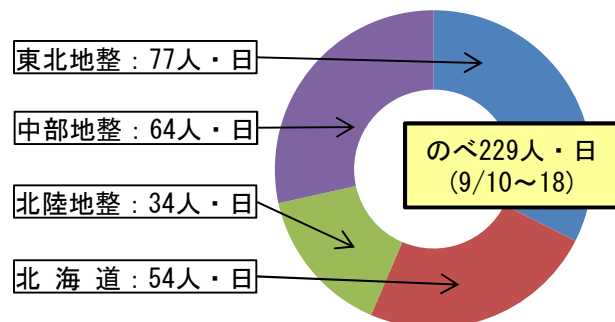 東北地整：77人・日
中部地整：64人・日
北陸地整：34人・日
北 海 道：54人・日
のべ229人・日
(9/10～18)